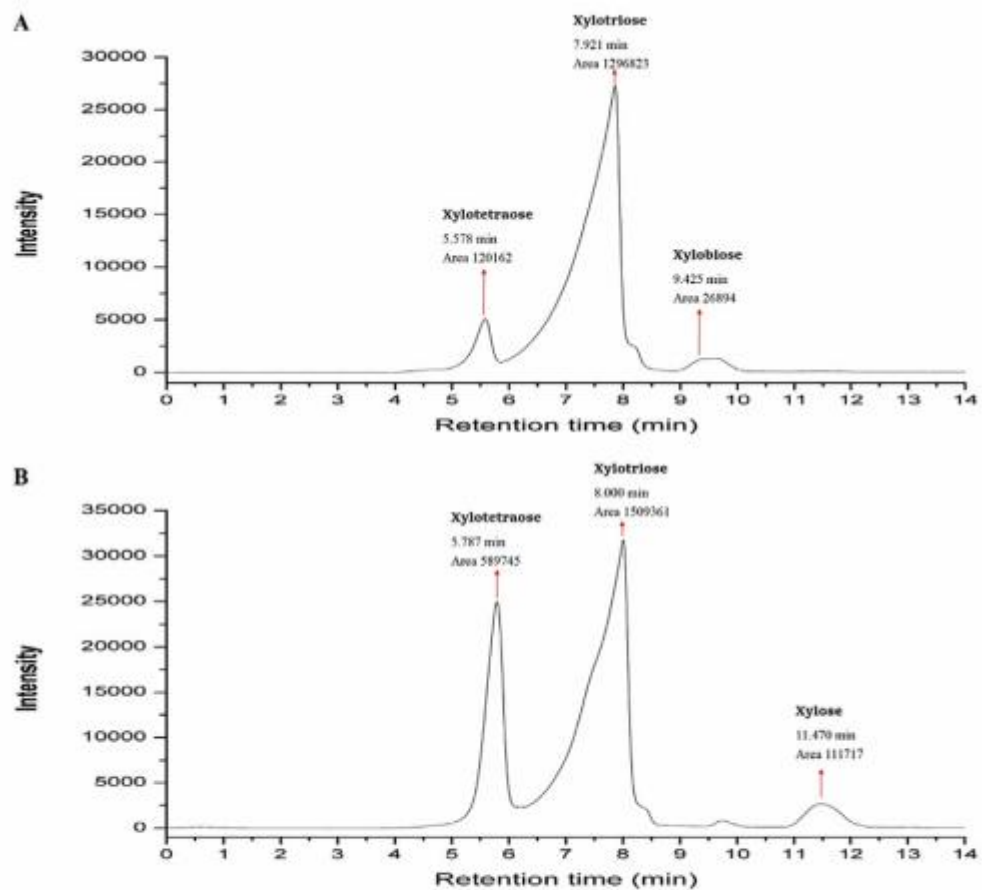 A
Xylotriose
7.921 min
Area 1296823
30000
25000
20000
15000
10000
5000
0
Intensity
Xylotetraose
5.578 min
Area 120162
Xylobiose
9.425 min
Area 26894
0 1 2 3 4 5 6 7 8 9 10 11 12 13 14
Retention time (min)
B
Xylotriose
8.000 min
Area 1509361
35000
30000
25000
20000
15000
10000
5000
0
Intensity
Xylotetraose
5.787 min
Area 589745
Xylose
11.470 min
Area 111717
0 1 2 3 4 5 6 7 8 9 10 11 12 13 14
Retention time (min)